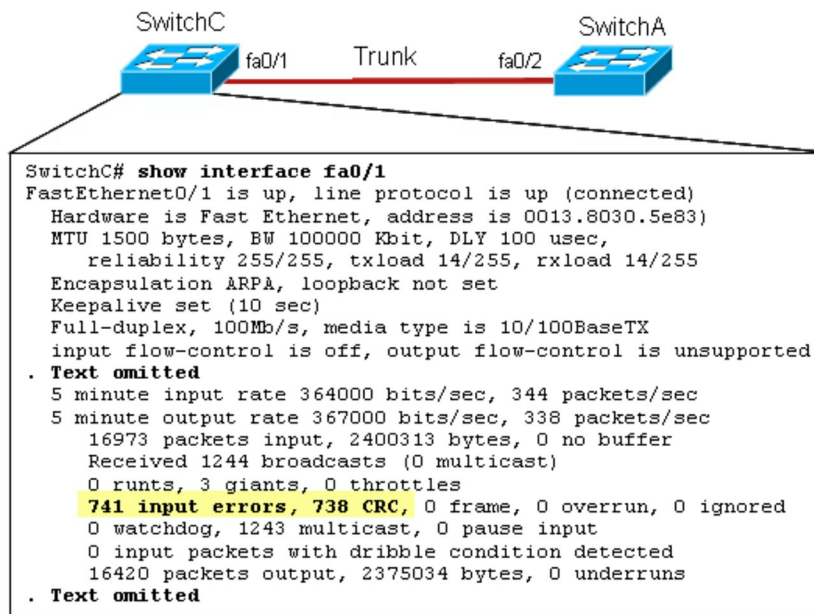 SwitchC
SwitchA
fa0/1
Trunk
fa0/2
SwitchC# show interface fa0/1
FastEthernet0/1 is up, line protocol is up (connected)
Hardware is Fast Ethernet, address is 0013.8030.5e83)
MTU 1500 bytes, BW 100000 Kbit, DLY 100 usec,
reliability 255/255, txload 14/255, rxload 14/255
Encapsulation ARPA, loopback not set
Keepalive set (10 sec)
Full-duplex, 100Mb/s, media type is 10/100BaseTX
input flow-control is off, output flow-control is unsupported
. Text omitted
5 minute input rate 364000 bits/sec, 344 packets/sec
5 minute output rate 367000 bits/sec, 338 packets/sec
16973 packets input, 2400313 bytes, 0 no buffer
Received 1244 broadcasts (0 multicast)
0 runts, 3 giants, 0 throttles
741 input errors, 738 CRC, 0 frame, 0 overrun, 0 ignored
0 watchdog, 1243 multicast, 0 pause input
0 input packets with dribble condition detected
16420 packets output, 2375034 bytes, 0 underruns
. Text omitted